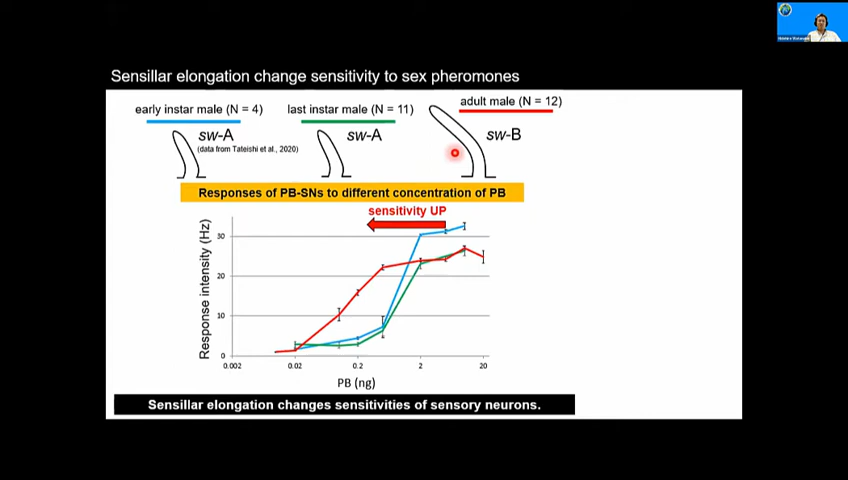 Sensillar elongation change sensitivity to sex pheromones
early instar male (N = 4)
last instar male (N = 11)
adult male (N = 12)
sw-A
(data from Tateishi et al., 2020)
sw-A
sw-B
Responses of PB-SNs to different concentration of PB
sensitivity UP
Response intensity (Hz)
30
20
10
0
0.002
0.02
0.2
2
20
PB (ng)
Sensillar elongation changes sensitivities of sensory neurons.